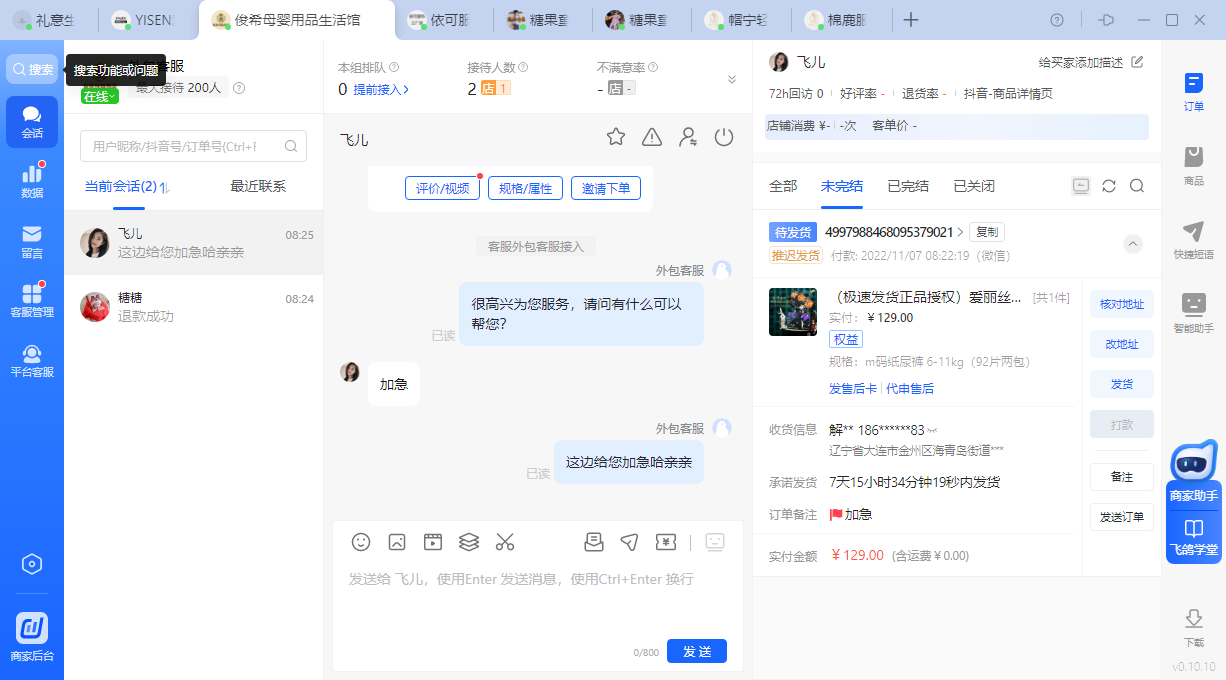 礼意生
YISEN
俊希母婴用品生活馆
依可服
糖果童
糖果童
帽宁轻
棉鹿服
搜索
搜索功能或问题
客服
在线
最大接待 200人
会话
数据
留言
客服管理
平台客服
商家后台
用户昵称/抖音号/订单号(Ctrl+F
当前会话(2)
最近联系
飞儿
08:25
这边给您加急哈亲亲
糖糖
08:24
退款成功
本组排队
接待人数
不满意率
0 提前接入>
2 店 1
- 店 -
飞儿
评价/视频
规格/属性
邀请下单
客服外包客服接入
外包客服
很高兴为您服务，请问有什么可以
帮您？
已读
加急
外包客服
这边给您加急哈亲亲
已读
发送给 飞儿，使用Enter 发送消息，使用Ctrl+Enter 换行
0/800
发 送
飞儿
给买家添加描述
72h回访 0
好评率 -
退货率 -
抖音-商品详情页
店铺消费 ¥-
-次
客单价 -
全部
未完结
已完结
已关闭
待发货
4997988468095379021 >
复制
推迟发货
付款: 2022/11/07 08:22:19（微信）
（极速发货正品授权）爱丽丝...
[共1件]
实付：￥129.00
权益
规格：m码纸尿裤 6-11kg（92片两包）
发售后卡
代申售后
核对地址
改地址
发货
打款
备注
发送订单
收货信息
解** 186******83
辽宁省大连市金州区海青岛街道***
承诺发货
7天15小时34分钟19秒内发货
订单备注
加急
实付金额
￥129.00
(含运费￥0.00)
订单
商品
快捷短语
智能助手
商家助手
飞鸽学堂
下载
v0.10.10